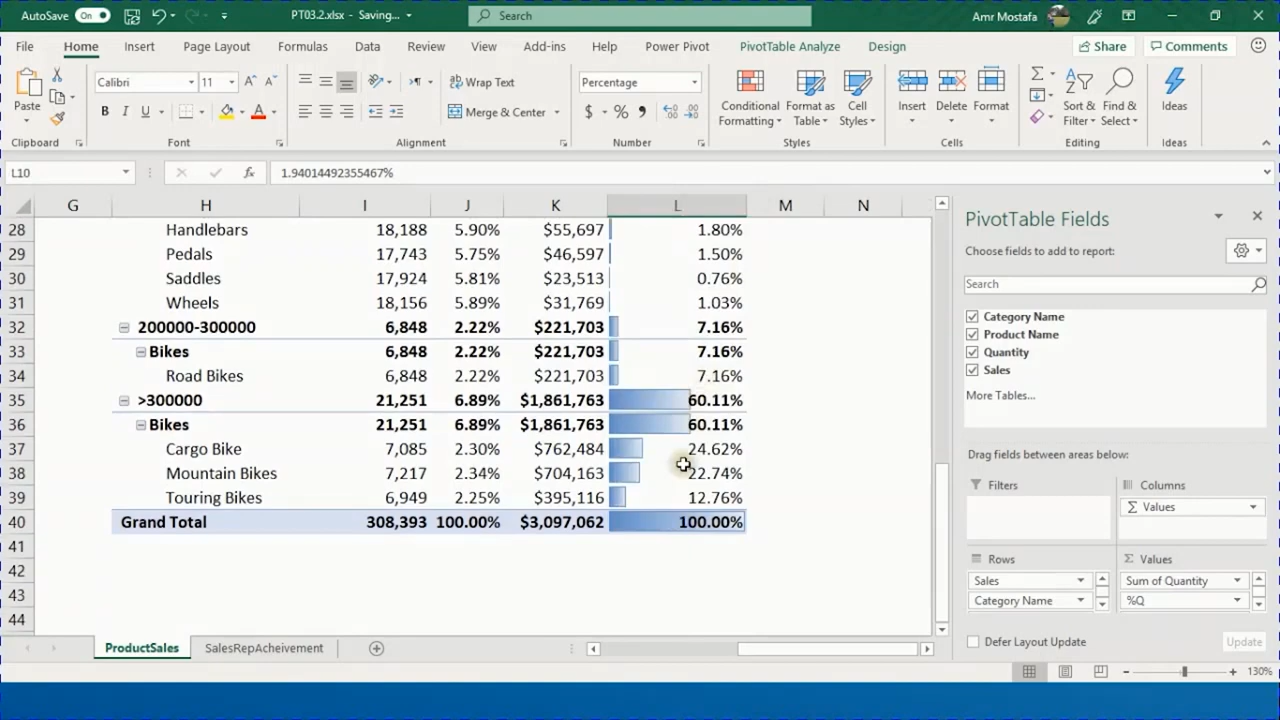 AutoSave On PT03.2.xlsx - Saving... Search Amr Mostafa
File Home Insert Page Layout Formulas Data Review View Add-ins Help Power Pivot PivotTable Analyze Design Share Comments
Paste Calibri 11 Wrap Text Percentage Conditional Formatting Format as Table Cell Styles Insert Delete Format Sort & Filter Find & Select Ideas
B I U Merge & Center $ %
Clipboard Font Alignment Number Styles Cells Editing Ideas
L10 fx 1.94014492355467%
G H I J K L M N
28 Handlebars 18,188 5.90% $55,697 1.80%
29 Pedals 17,743 5.75% $46,597 1.50%
30 Saddles 17,924 5.81% $23,513 0.76%
31 Wheels 18,156 5.89% $31,769 1.03%
32 200000-300000 6,848 2.22% $221,703 7.16%
33 Bikes 6,848 2.22% $221,703 7.16%
34 Road Bikes 6,848 2.22% $221,703 7.16%
35 >300000 21,251 6.89% $1,861,763 60.11%
36 Bikes 21,251 6.89% $1,861,763 60.11%
37 Cargo Bike 7,085 2.30% $762,484 24.62%
38 Mountain Bikes 7,217 2.34% $704,163 22.74%
39 Touring Bikes 6,949 2.25% $395,116 12.76%
40 Grand Total 308,393 100.00% $3,097,062 100.00%
41
42
43
44
PivotTable Fields
Choose fields to add to report:
Search
Category Name
Product Name
Quantity
Sales
More Tables...
Drag fields between areas below:
Filters Columns
Σ Values
Rows Σ Values
Sales Sum of Quantity
Category Name %Q
Defer Layout Update Update
ProductSales SalesRepAcheivement
130%